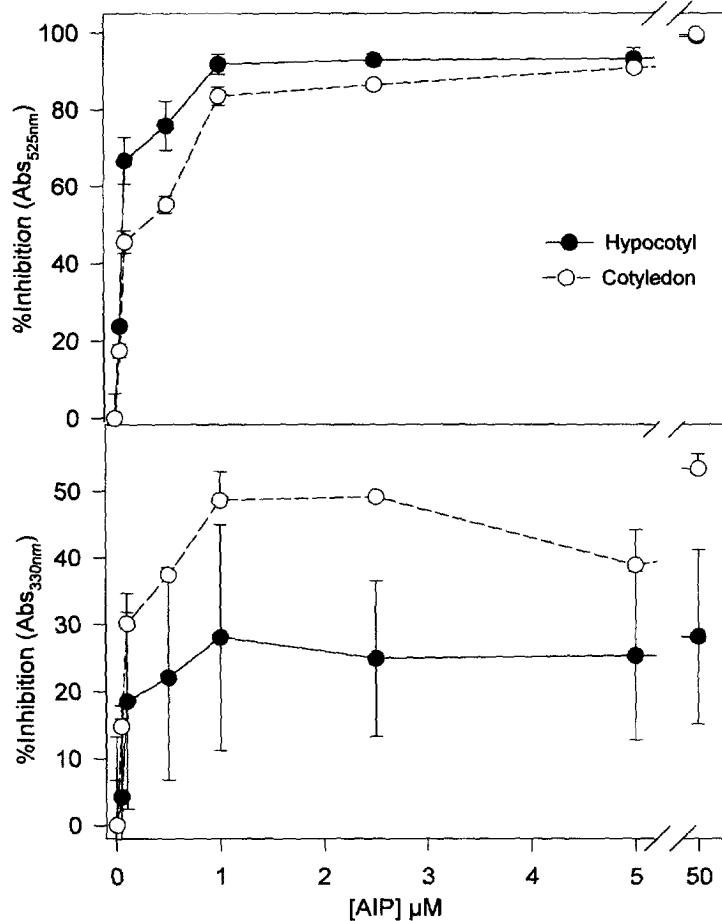 100
80
60
40
20
0
%Inhibition (Abs525nm)
Hypocotyl
Cotyledon
50
40
30
20
10
0
%Inhibition (Abs330nm)
0 1 2 3 4 5 50
[AIP] μM